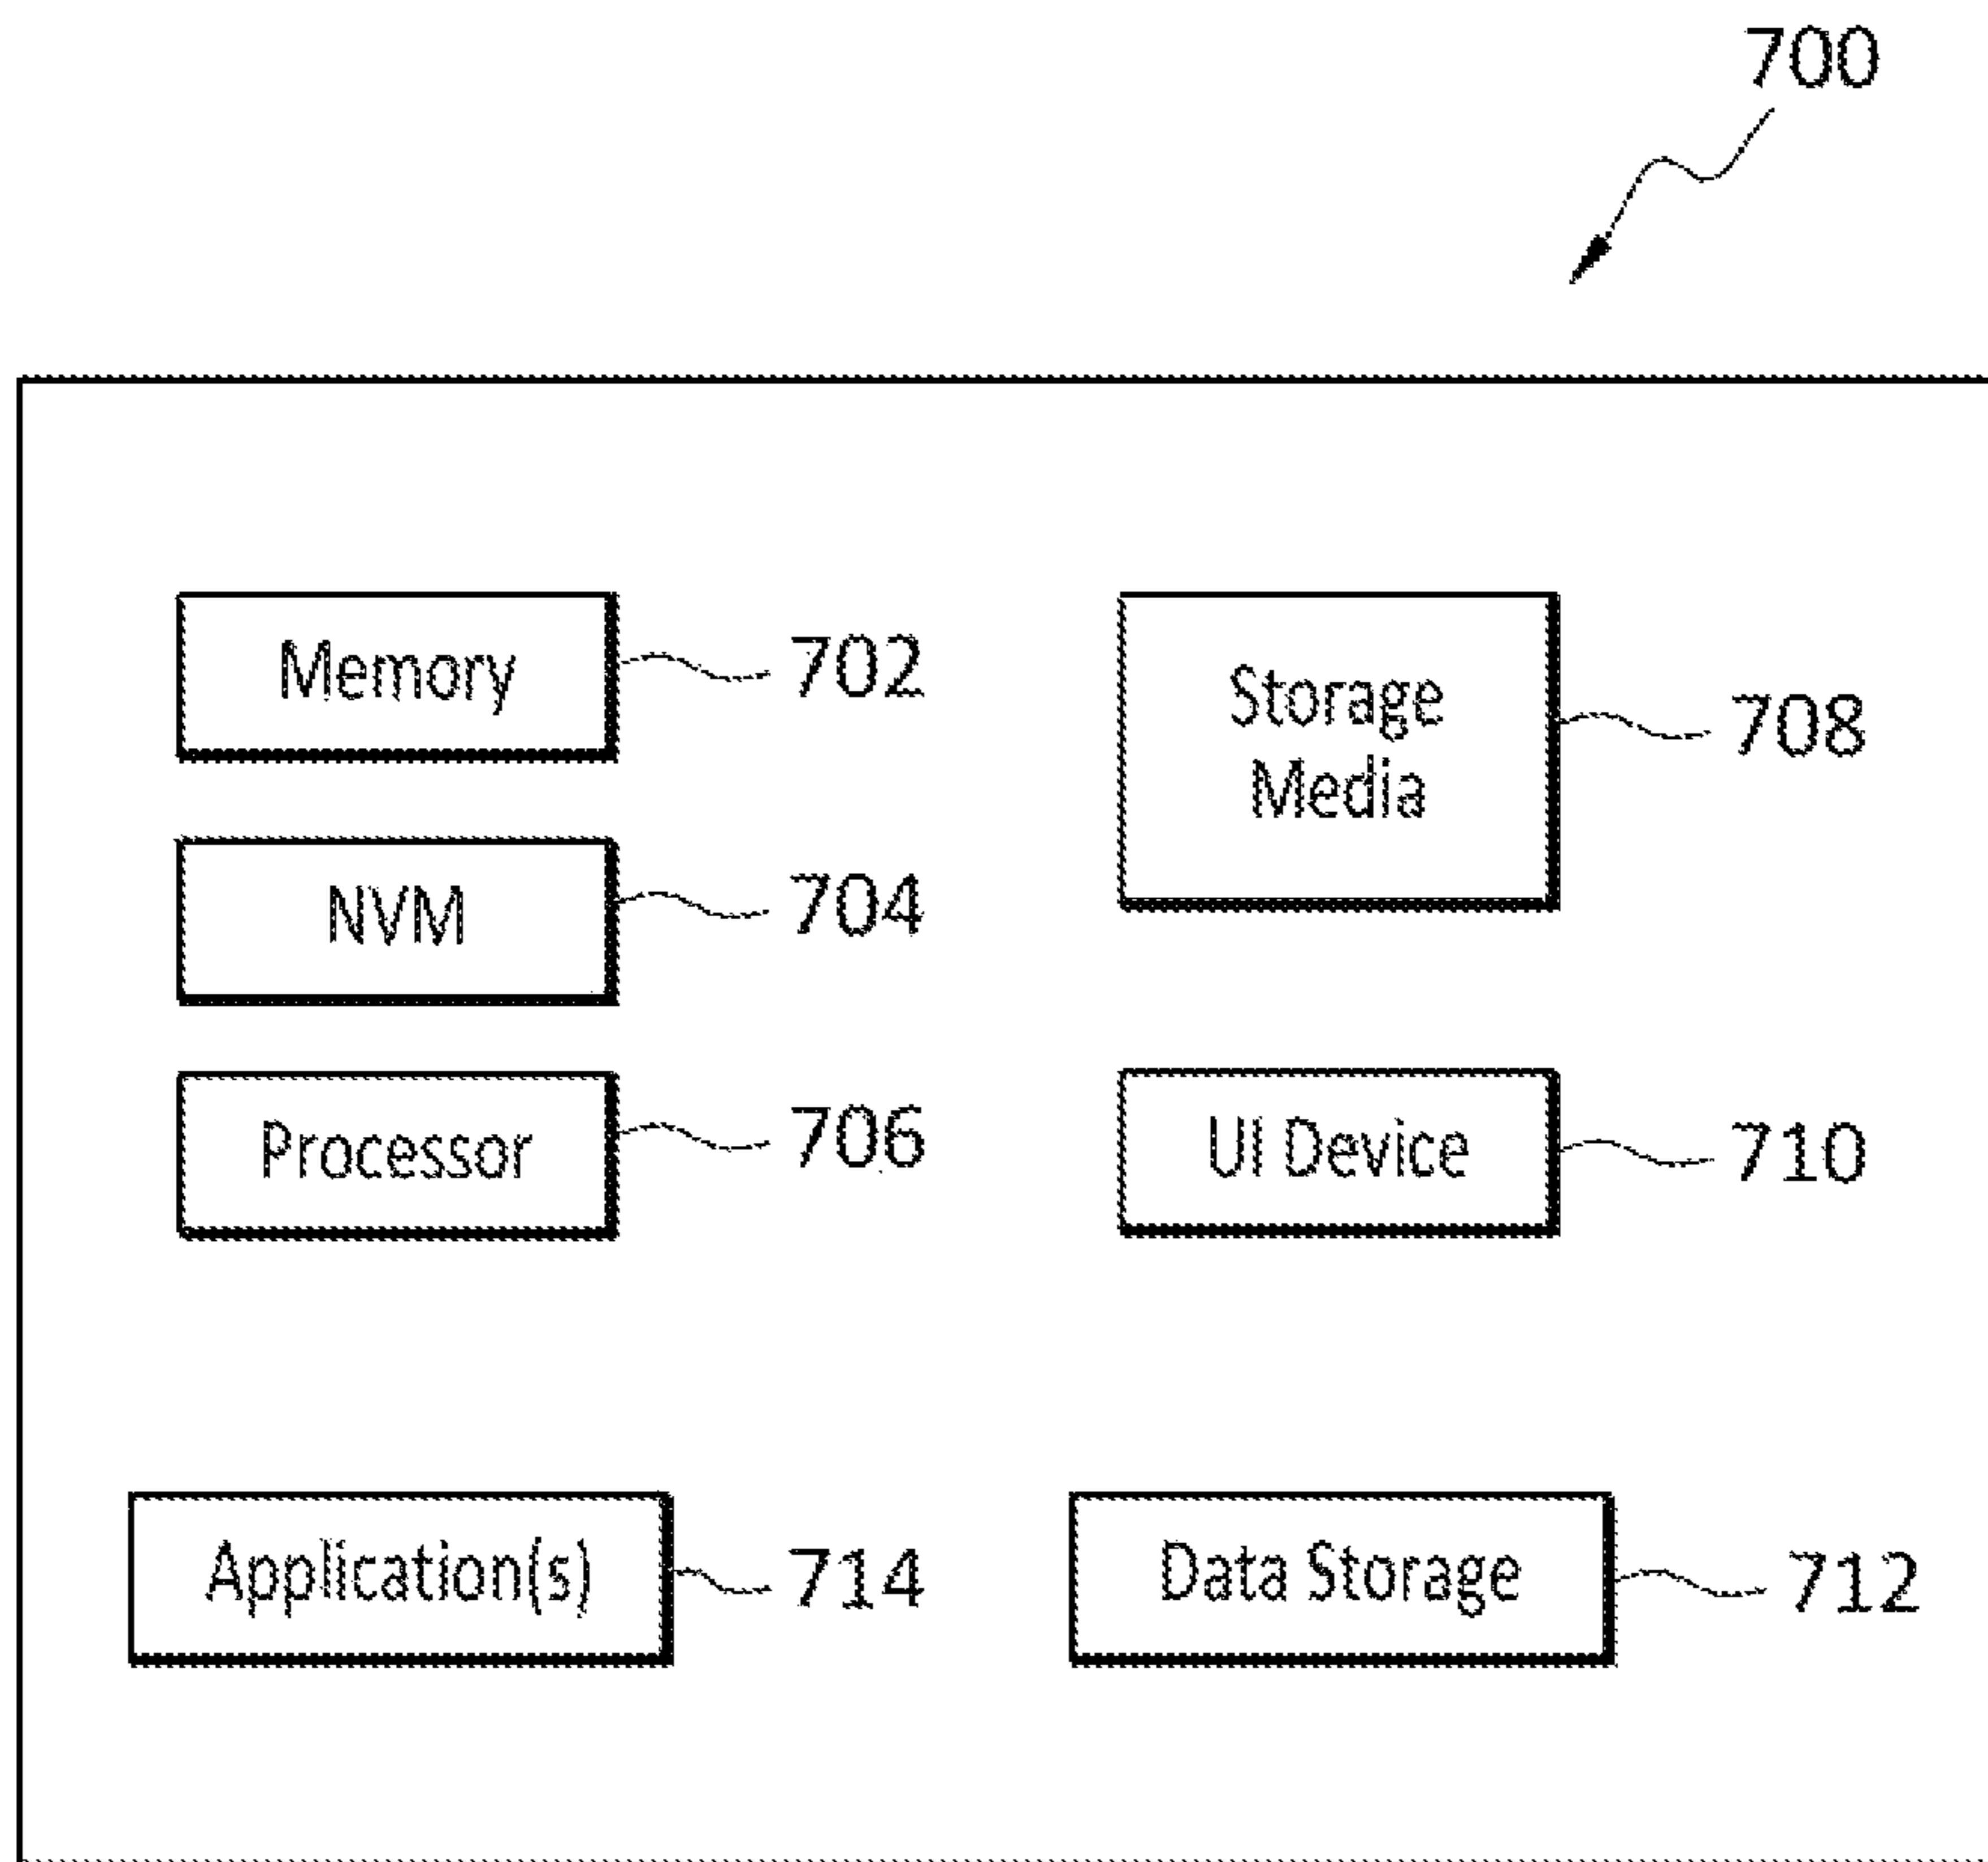 700
Memory 702
Storage
Media
708
NVM 704
Processor 706
UI Device 710
Application(s) 714
Data Storage 712